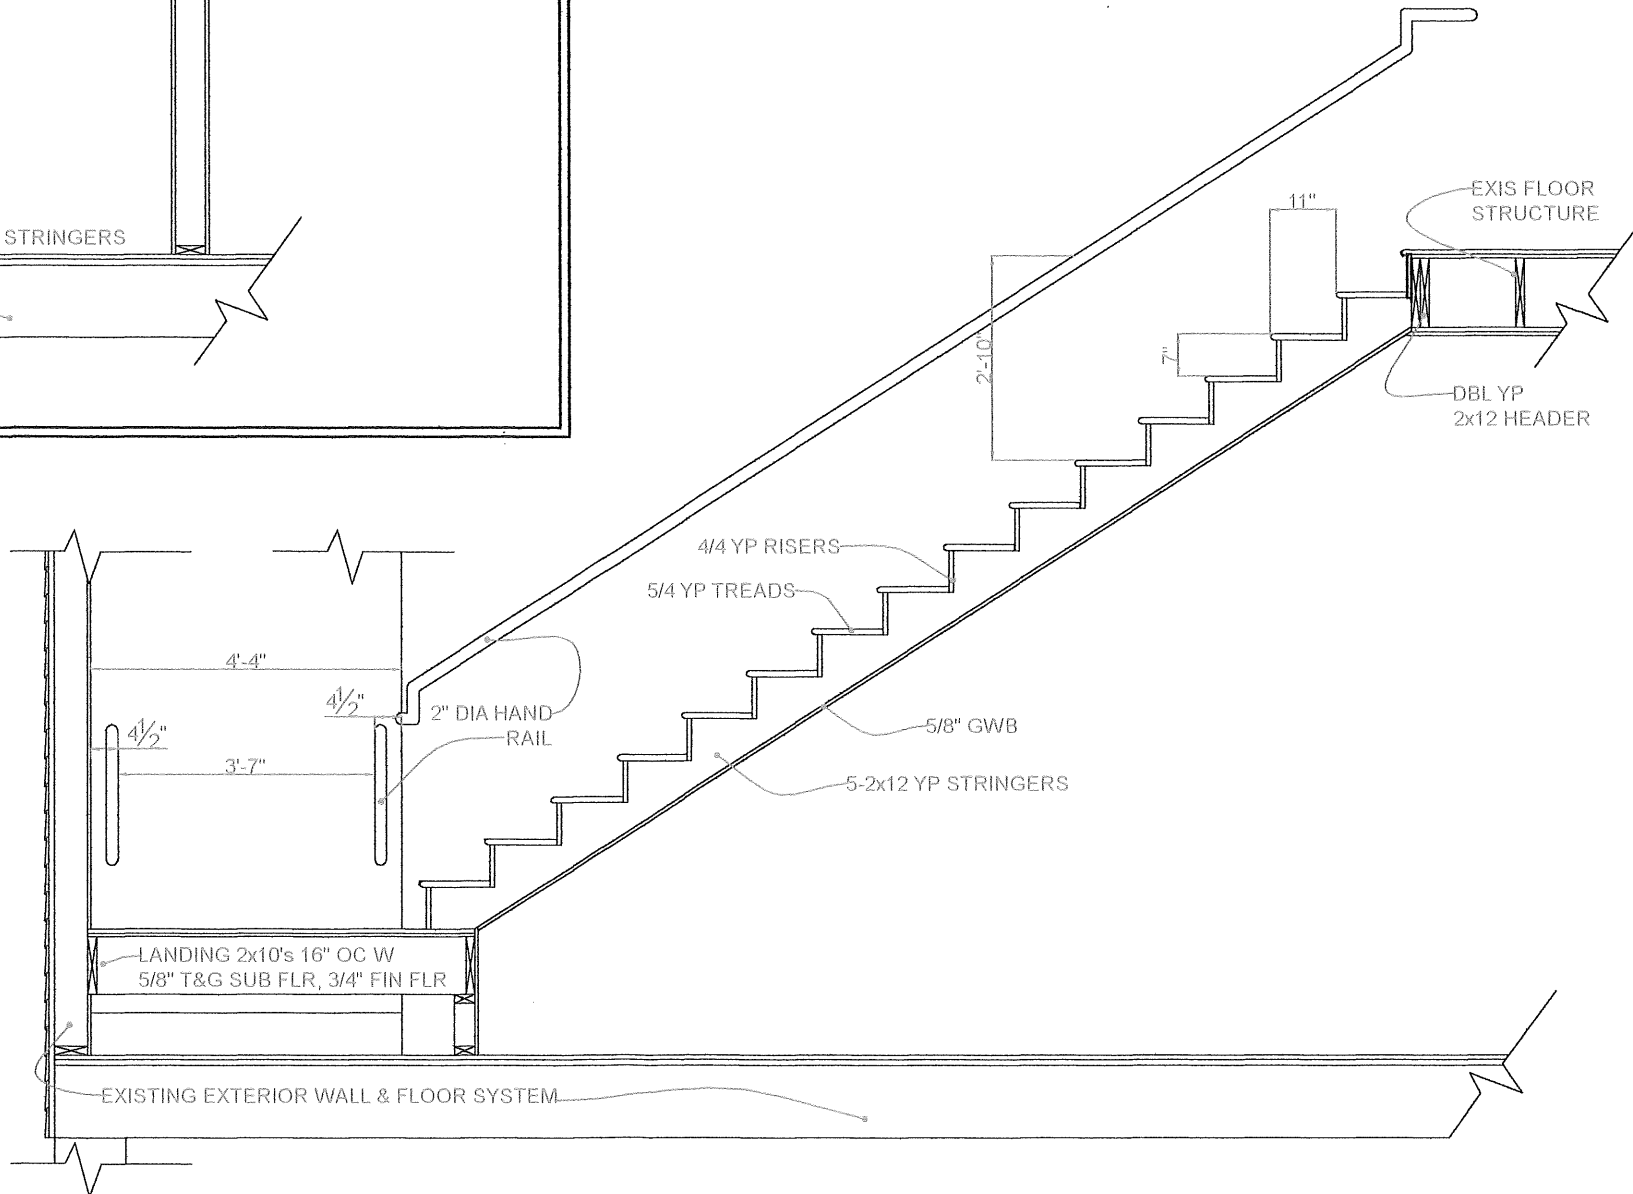 STRINGERS
11"
EXIS FLOOR
STRUCTURE
2'-10"
7"
DBL YP
2x12 HEADER
4/4 YP RISERS
5/4 YP TREADS
4'-4"
4½"
2" DIA HAND
RAIL
4½"
3'-7"
5/8" GWB
5-2x12 YP STRINGERS
LANDING 2x10's 16" OC W
5/8" T&G SUB FLR, 3/4" FIN FLR
EXISTING EXTERIOR WALL & FLOOR SYSTEM